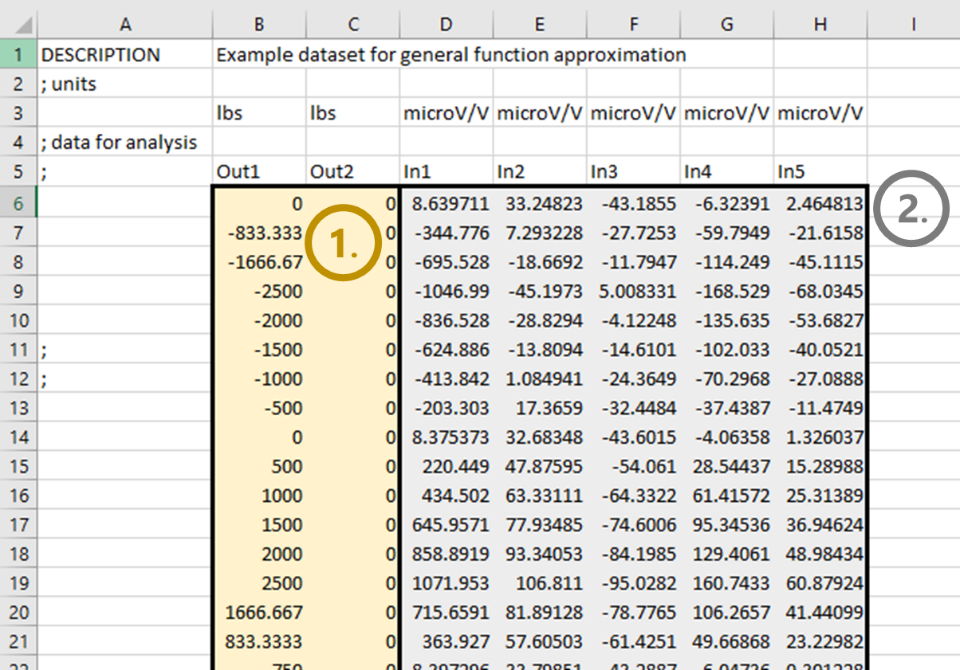 A B C D E F G H I
1 DESCRIPTION Example dataset for general function approximation
2 ; units
3 lbs lbs microV/V microV/V microV/V microV/V microV/V
4 ; data for analysis
5 ; Out1 Out2 In1 In2 In3 In4 In5
6 0 0 8.639711 33.24823 -43.1855 -6.32391 2.464813 2.
7 -833.333 1. 0 -344.776 7.293228 -27.7253 -59.7949 -21.6158
8 -1666.67 0 -695.528 -18.6692 -11.7947 -114.249 -45.1115
9 -2500 0 -1046.99 -45.1973 5.008331 -168.529 -68.0345
10 -2000 0 -836.528 -28.8294 -4.12248 -135.635 -53.6827
11 ; -1500 0 -624.886 -13.8094 -14.6101 -102.033 -40.0521
12 ; -1000 0 -413.842 1.084941 -24.3649 -70.2968 -27.0888
13 -500 0 -203.303 17.3659 -32.4484 -37.4387 -11.4749
14 0 0 8.375373 32.68348 -43.6015 -4.06358 1.326037
15 500 0 220.449 47.87595 -54.061 28.54437 15.28988
16 1000 0 434.502 63.33111 -64.3322 61.41572 25.31389
17 1500 0 645.9571 77.93485 -74.6006 95.34536 36.94624
18 2000 0 858.8919 93.34053 -84.1985 129.4061 48.98434
19 2500 0 1071.953 106.811 -95.0282 160.7433 60.87924
20 1666.667 0 715.6591 81.89128 -78.7765 106.2657 41.44099
21 833.3333 0 363.927 57.60503 -61.4251 49.66868 23.22982